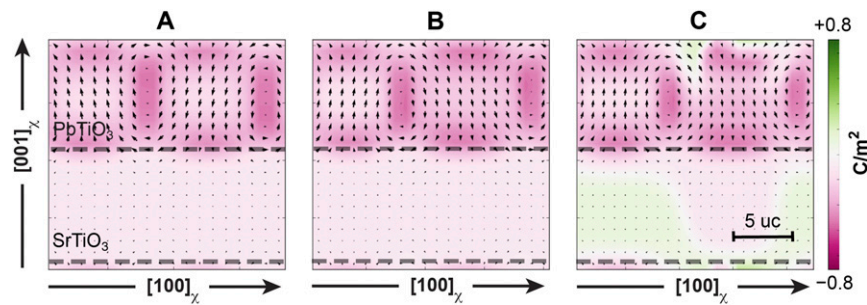 A B C
+0.8
[001]χ
PbTiO₃
C/m²
SrTiO₃
5 uc
−0.8
[100]χ [100]χ [100]χ